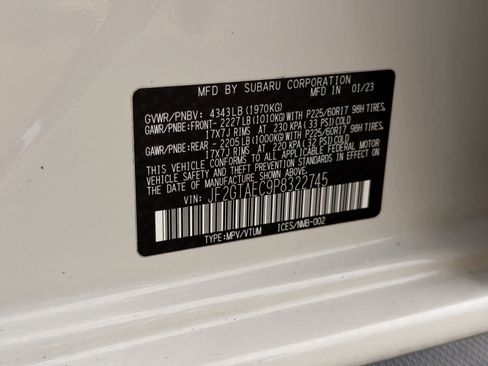 MFD BY SUBARU CORPORATION
MFD IN 01/23
GVWR/PNBV: 4343LB(1970KG)
GAWR/PNBE:FRONT- 2227LB(1010KG) WITH P225/60R17 98H TIRES,
17X7J RIMS AT 230 KPA( 33 PSI) COLD
GAWR/PNBE:REAR - 2205LB(1000KG) WITH P225/60R17 98H TIRES,
17X7J RIMS AT 220 KPA( 32 PSI) COLD
THIS VEHICLE CONFORMS TO ALL APPLICABLE FEDERAL MOTOR
VEHICLE SAFETY AND THEFT PREVENTION STANDARDS IN EFFECT ON
THE DATE OF MANUFACTURE SHOWN ABOVE.
VIN: JF2GTAEC9P8322745
TYPE:MPV/VTUM ICES/NMB-002